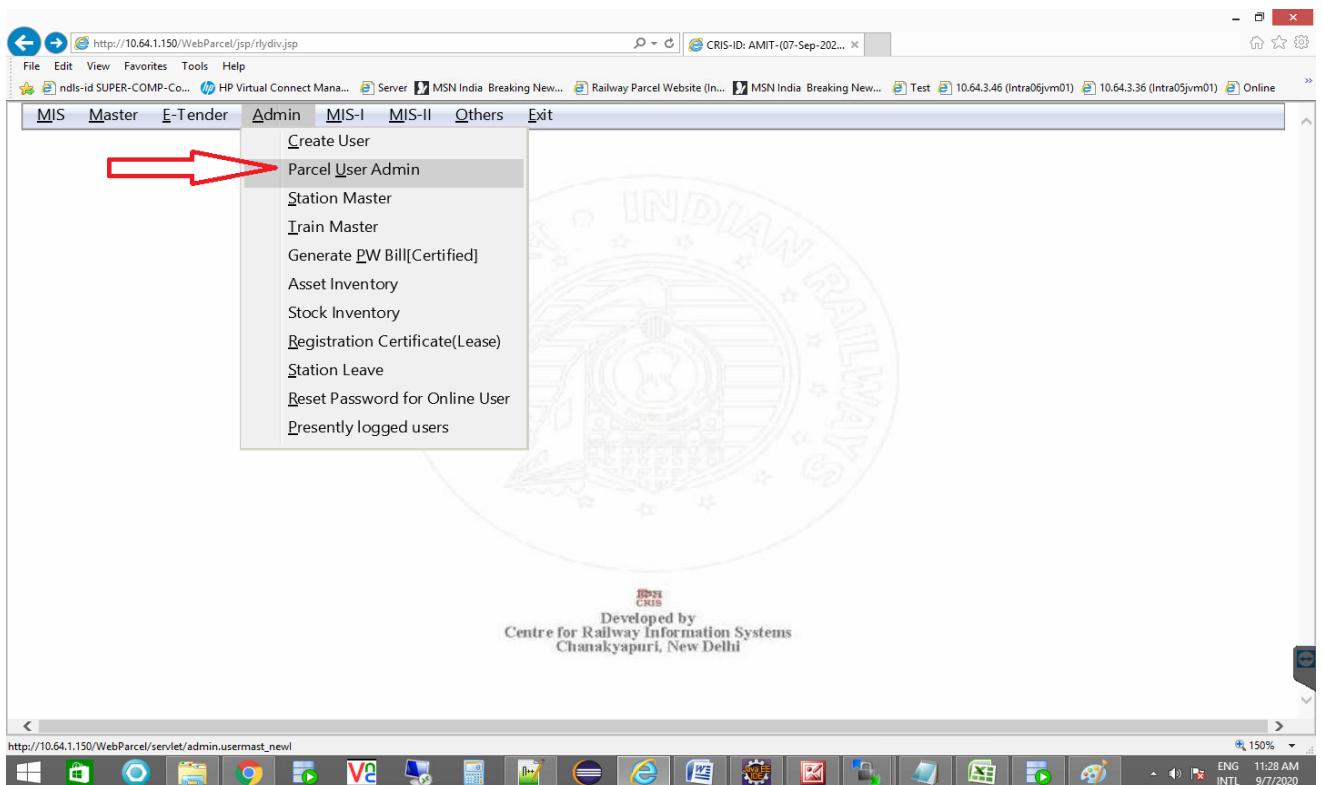 http://10.64.1.150/WebParcel/jsp/rlydiv.jsp
CRIS-ID: AMIT-(07-Sep-202...
File Edit View Favorites Tools Help
ndls-id SUPER-COMP-Co... HP Virtual Connect Mana... Server MSN India Breaking New... Railway Parcel Website (In... MSN India Breaking New... Test 10.64.3.46 (Intra06jvm01) 10.64.3.36 (Intra05jvm01) Online
MIS Master E-Tender Admin MIS-I MIS-II Others Exit
Create User
Parcel User Admin
Station Master
Train Master
Generate PW Bill[Certified]
Asset Inventory
Stock Inventory
Registration Certificate(Lease)
Station Leave
Reset Password for Online User
Presently logged users
INDIAN RAILWAYS
CRIS
Developed by
Centre for Railway Information Systems
Chanakyapuri, New Delhi
http://10.64.1.150/WebParcel/servlet/admin.usermast_newl
150%
ENG 11:28 AM
INTL 9/7/2020